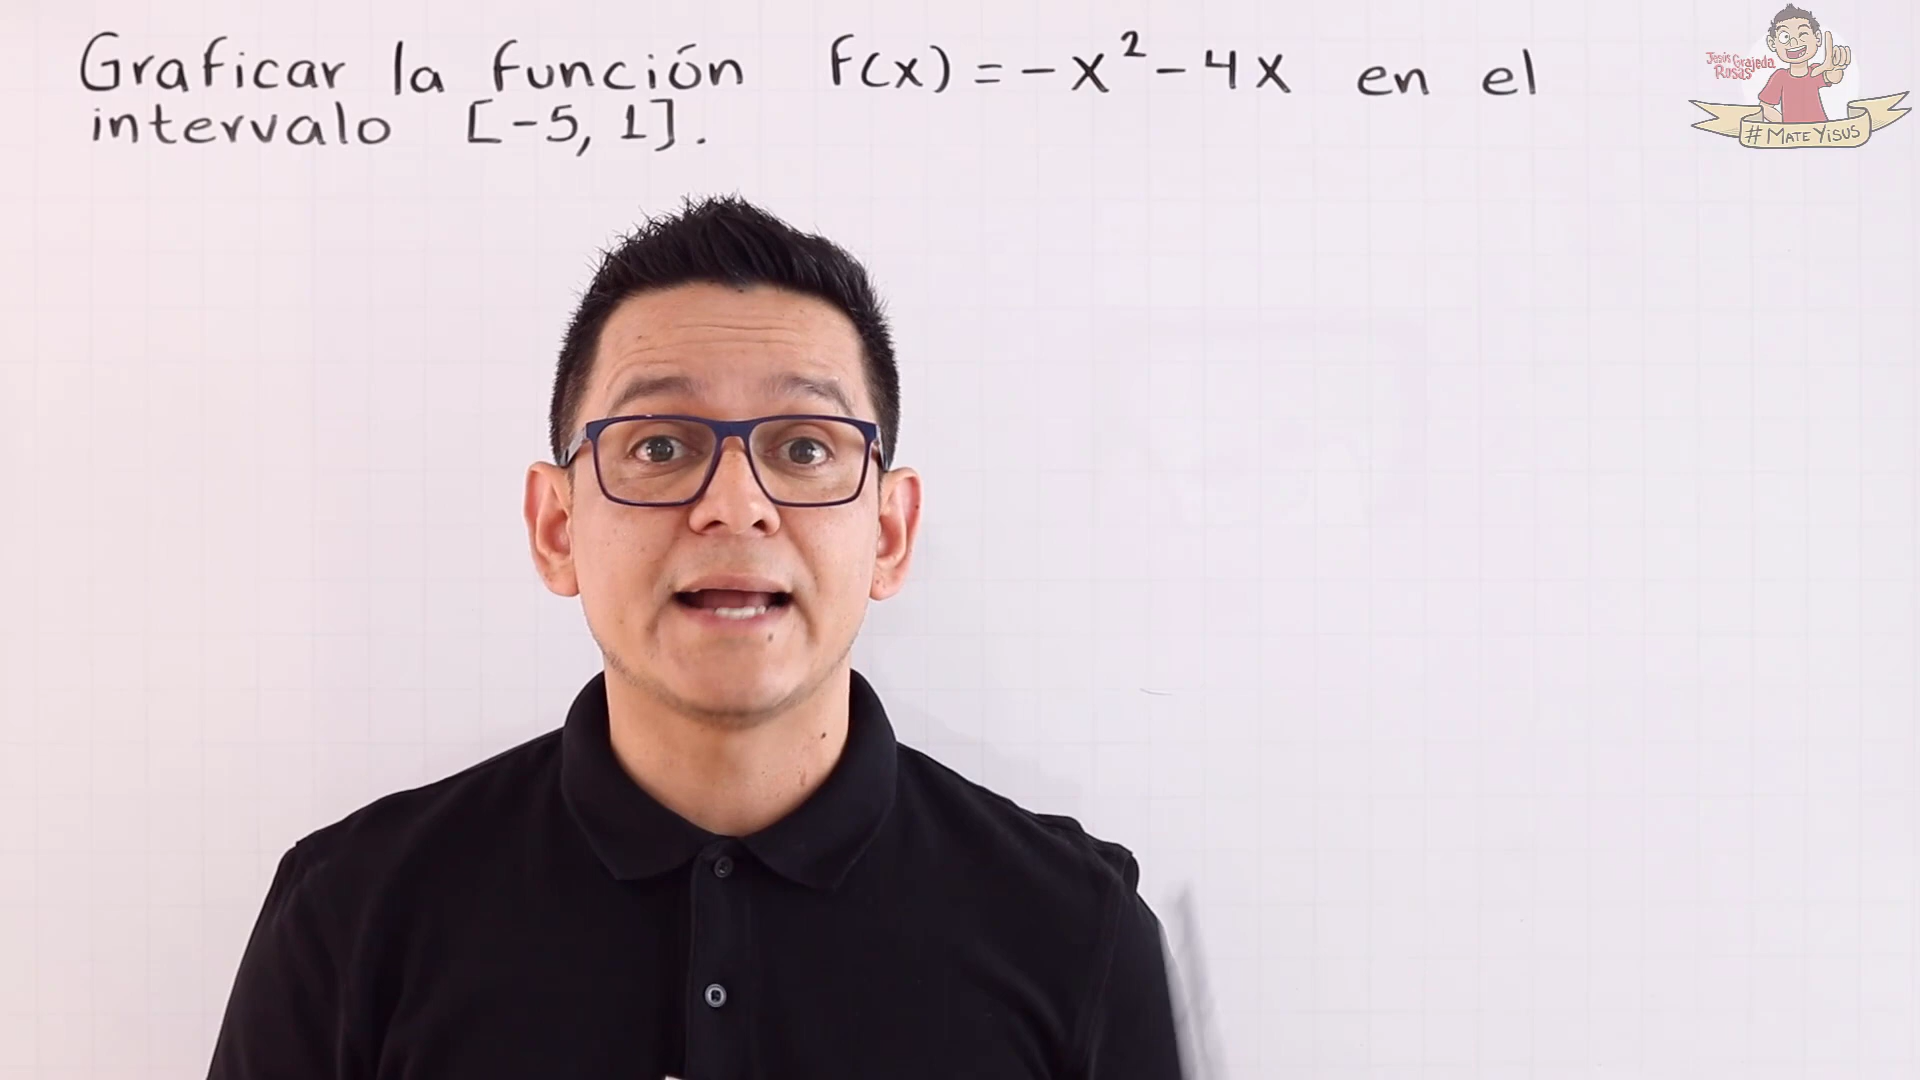 Graficar la función f(x) = -x² - 4x en el
intervalo [-5, 1].
Jesús Grajeda
Rosas
#MATEYISUS